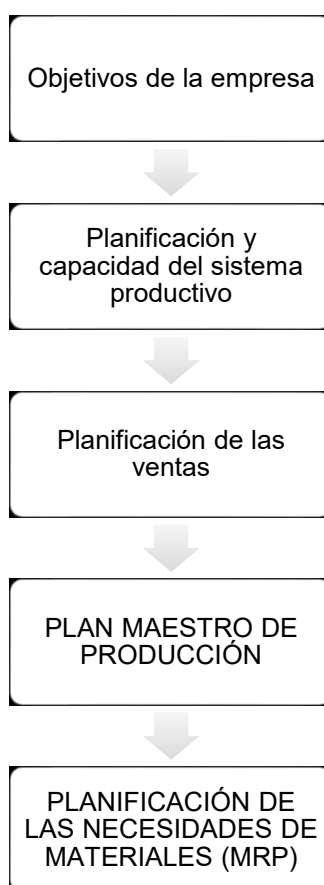 Objetivos de la empresa
Planificación y
capacidad del sistema
productivo
Planificación de las
ventas
PLAN MAESTRO DE
PRODUCCIÓN
PLANIFICACIÓN DE
LAS NECESIDADES DE
MATERIALES (MRP)